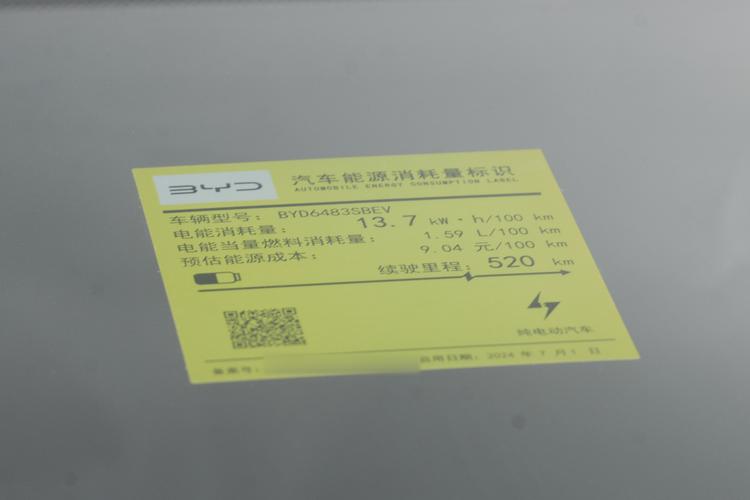 BYD
汽车能源消耗量标识
AUTOMOBILE ENERGY CONSUMPTION LABEL
车辆型号: BYD6483SBEV
电能消耗量: 13.7 kW·h/100 km
电能当量燃料消耗量: 1.59 L/100 km
预估能源成本: 9.04 元/100 km
续驶里程: 520 km
纯电动汽车
备案号:
启用日期: 2024 年 7 月 1 日